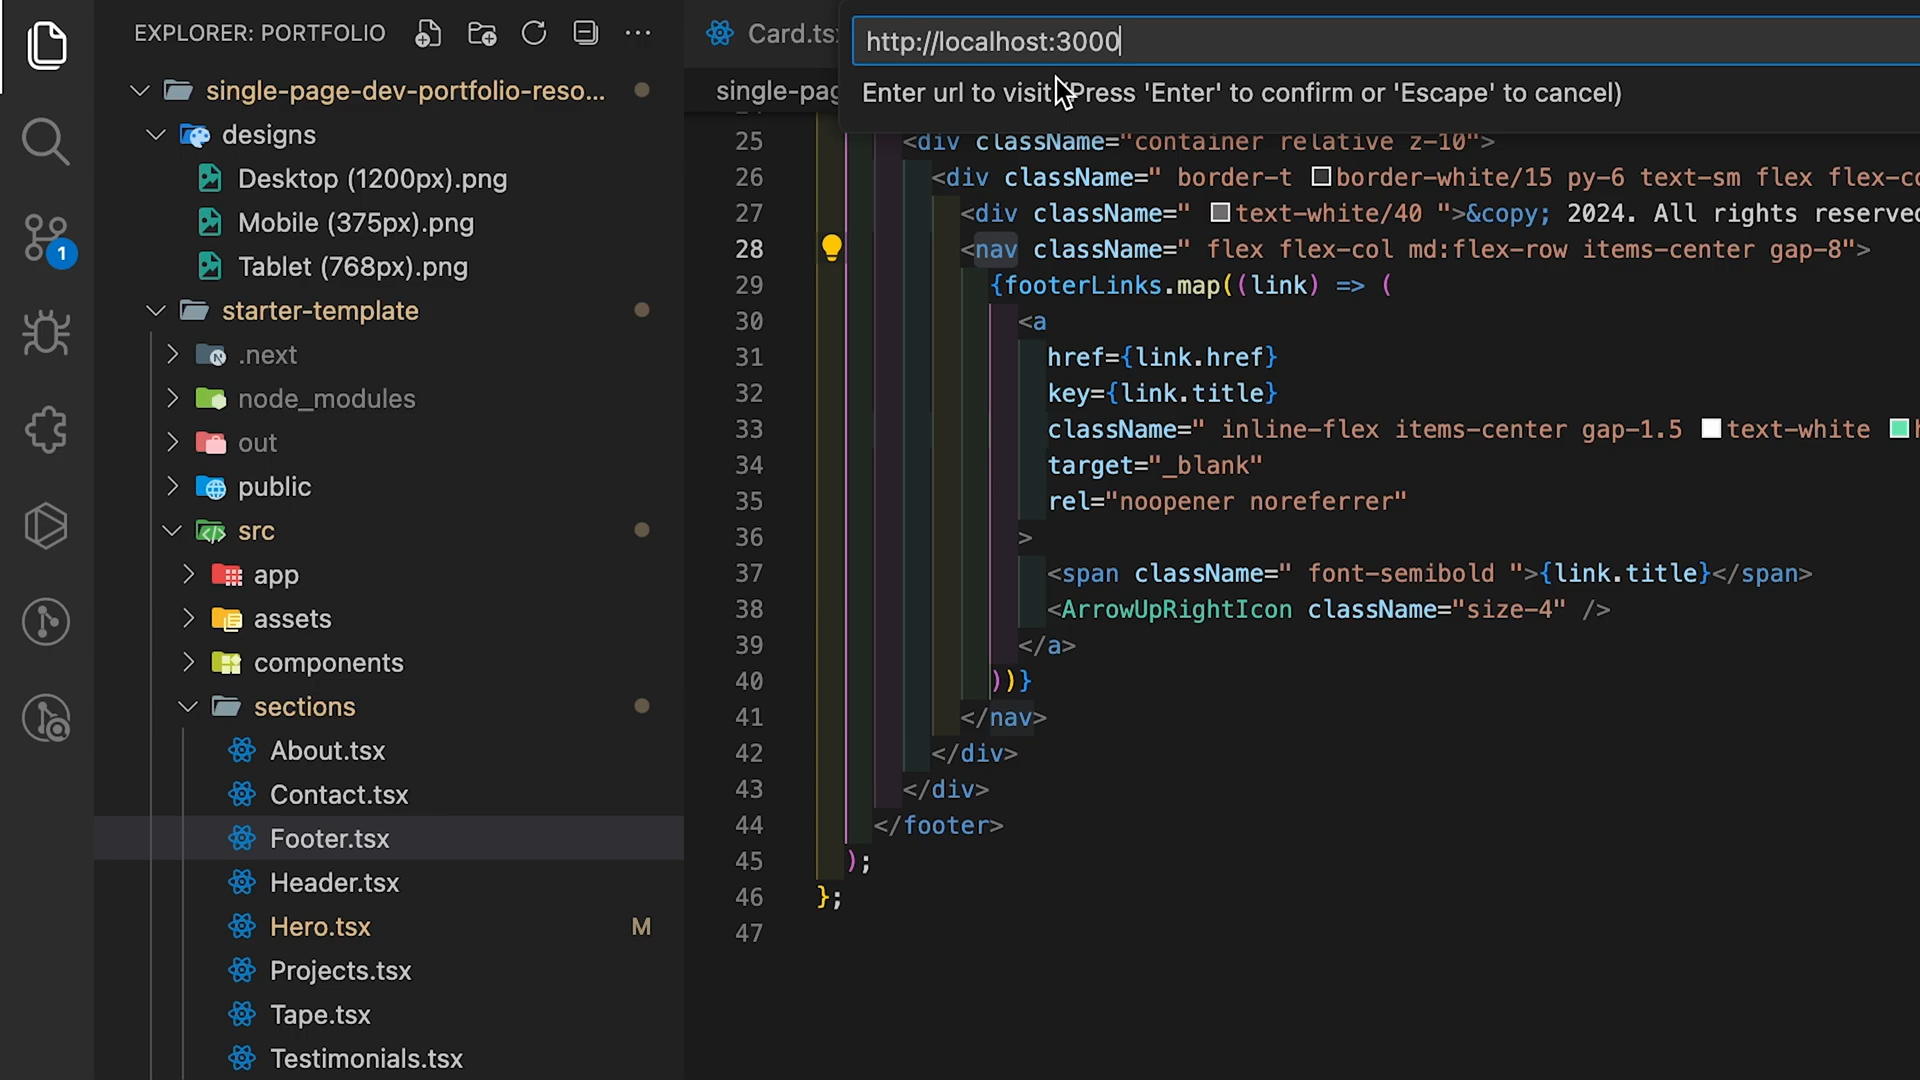 EXPLORER: PORTFOLIO
single-page-dev-portfolio-reso...
designs
Desktop (1200px).png
Mobile (375px).png
Tablet (768px).png
starter-template
.next
node_modules
out
public
src
app
assets
components
sections
About.tsx
Contact.tsx
Footer.tsx
Header.tsx
Hero.tsx M
Projects.tsx
Tape.tsx
Testimonials.tsx
1
Card.ts
http://localhost:3000
single-pag
Enter url to visit (Press 'Enter' to confirm or 'Escape' to cancel)
25 <div className="container relative z-10">
26 <div className=" border-t border-white/15 py-6 text-sm flex flex-co
27 <div className=" text-white/40 ">&copy; 2024. All rights reserved
28 <nav className=" flex flex-col md:flex-row items-center gap-8">
29 {footerLinks.map((link) => (
30 <a
31 href={link.href}
32 key={link.title}
33 className=" inline-flex items-center gap-1.5 text-white h
34 target="_blank"
35 rel="noopener noreferrer"
36 >
37 <span className=" font-semibold ">{link.title}</span>
38 <ArrowUpRightIcon className="size-4" />
39 </a>
40 ))}
41 </nav>
42 </div>
43 </div>
44 </footer>
45 );
46 };
47